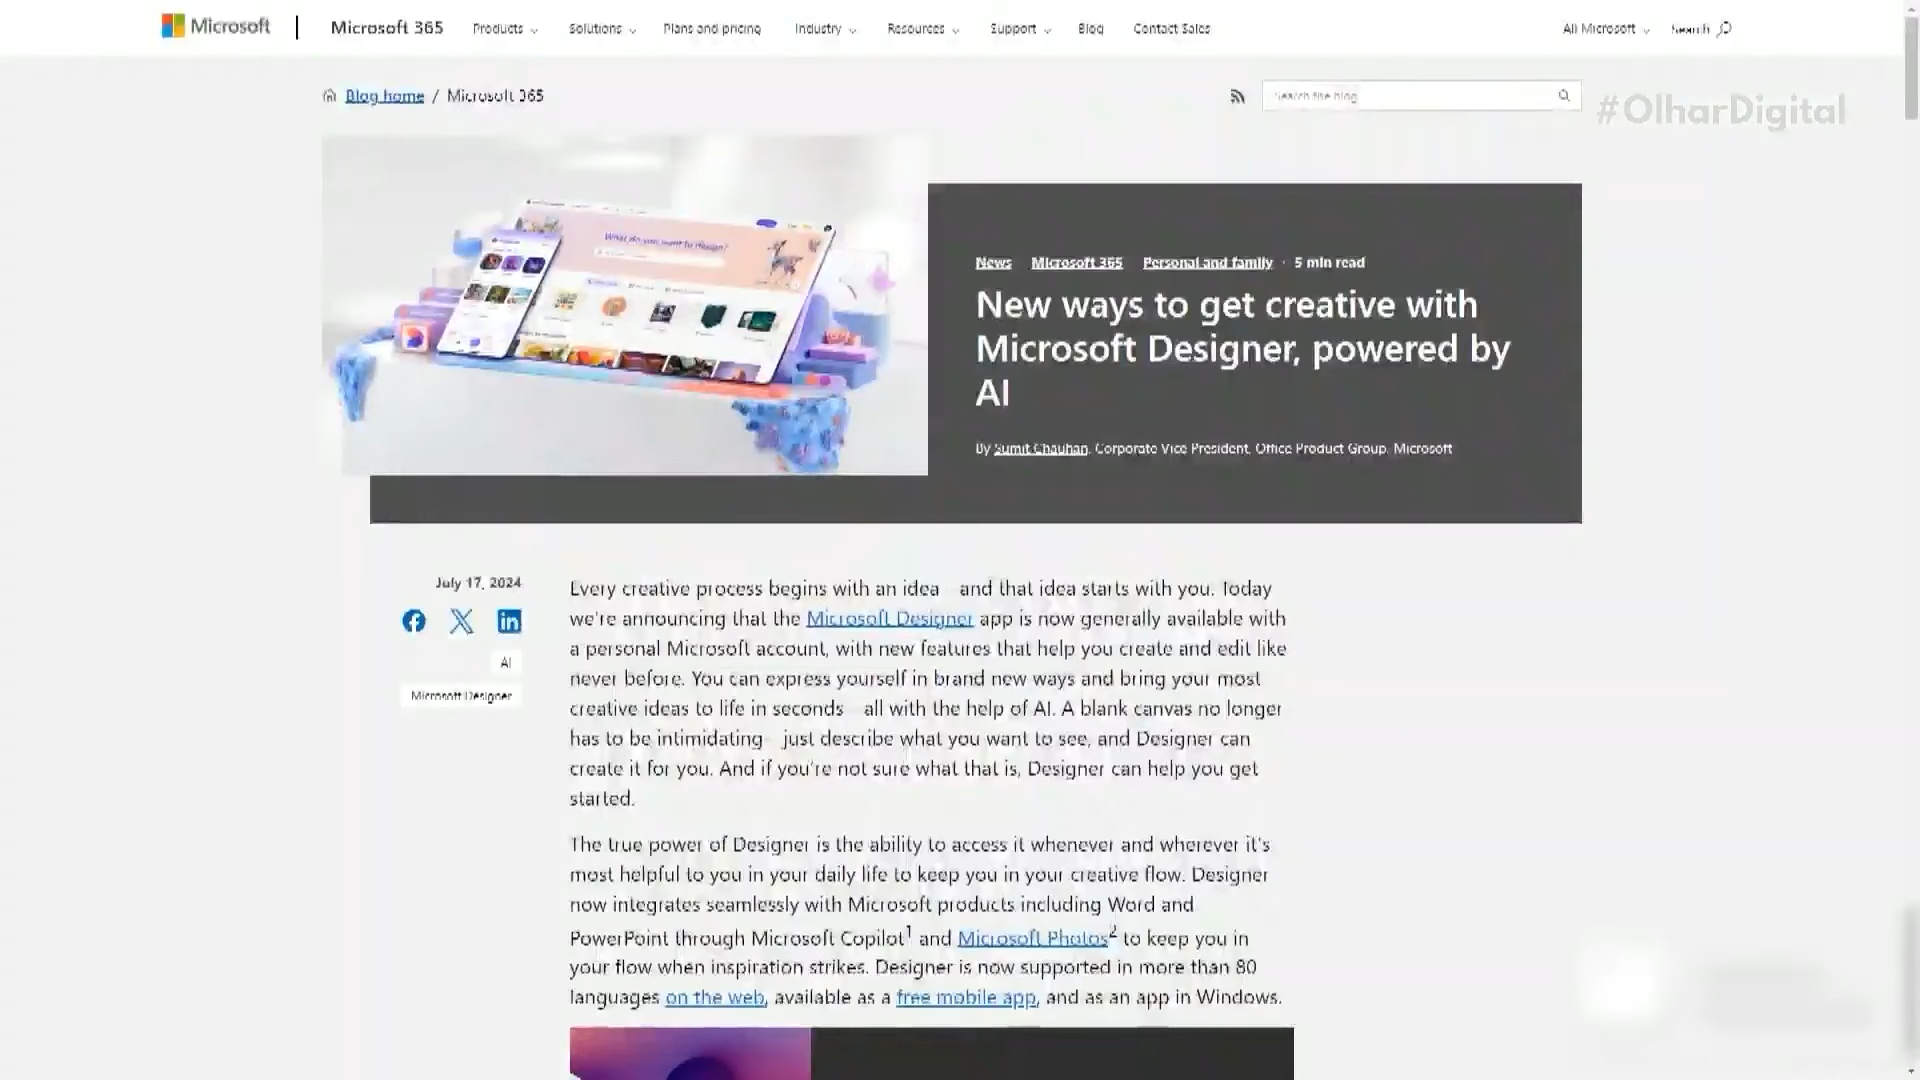 Microsoft | Microsoft 365 Products Solutions Plans and pricing Industry Resources Support Blog Contact Sales All Microsoft Search
Blog home / Microsoft 365
Search the blog
#OlharDigital
What do you want to design?
News Microsoft 365 Personal and family · 5 min read
New ways to get creative with
Microsoft Designer, powered by
AI
By Sumit Chauhan, Corporate Vice President, Office Product Group, Microsoft
July 17, 2024
AI
Microsoft Designer
Every creative process begins with an idea and that idea starts with you. Today
we're announcing that the Microsoft Designer app is now generally available with
a personal Microsoft account, with new features that help you create and edit like
never before. You can express yourself in brand new ways and bring your most
creative ideas to life in seconds all with the help of AI. A blank canvas no longer
has to be intimidating just describe what you want to see, and Designer can
create it for you. And if you're not sure what that is, Designer can help you get
started.
The true power of Designer is the ability to access it whenever and wherever it's
most helpful to you in your daily life to keep you in your creative flow. Designer
now integrates seamlessly with Microsoft products including Word and
PowerPoint through Microsoft Copilot1 and Microsoft Photos2 to keep you in
your flow when inspiration strikes. Designer is now supported in more than 80
languages on the web, available as a free mobile app, and as an app in Windows.